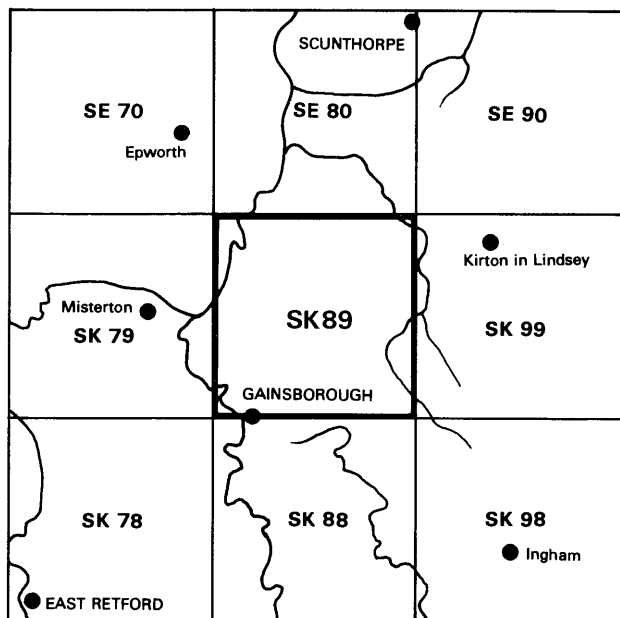 SCUNTHORPE
SE 70
SE 80
SE 90
Epworth
Kirton in Lindsey
Misterton
SK 79
SK89
SK 99
GAINSBOROUGH
SK 78
SK 88
SK 98
Ingham
EAST RETFORD